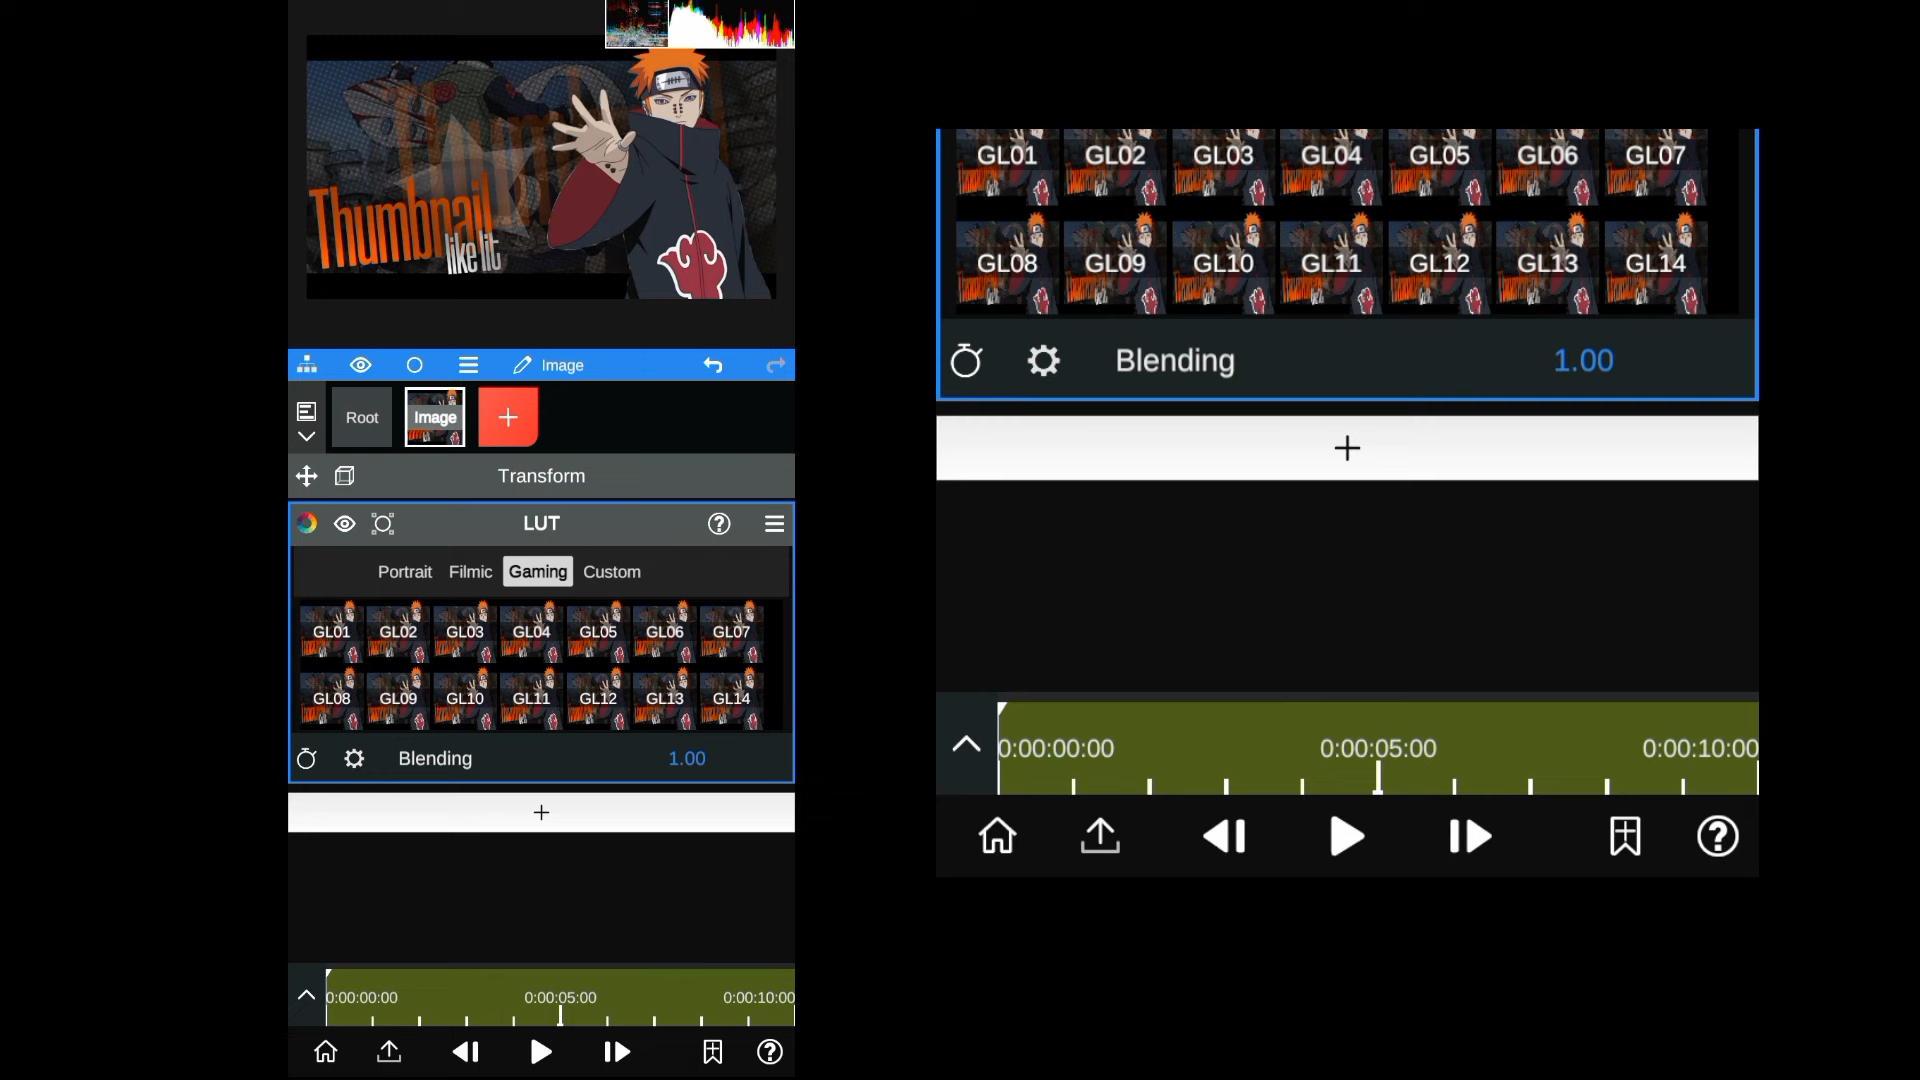 Thumbnail
like lit
Image
Root
Image
Transform
LUT
Portrait Filmic Gaming Custom
GL01 GL02 GL03 GL04 GL05 GL06 GL07
GL08 GL09 GL10 GL11 GL12 GL13 GL14
Blending 1.00
+
0:00:00:00 0:00:05:00 0:00:10:00
GL01 GL02 GL03 GL04 GL05 GL06 GL07
GL08 GL09 GL10 GL11 GL12 GL13 GL14
Blending 1.00
+
0:00:00:00 0:00:05:00 0:00:10:00